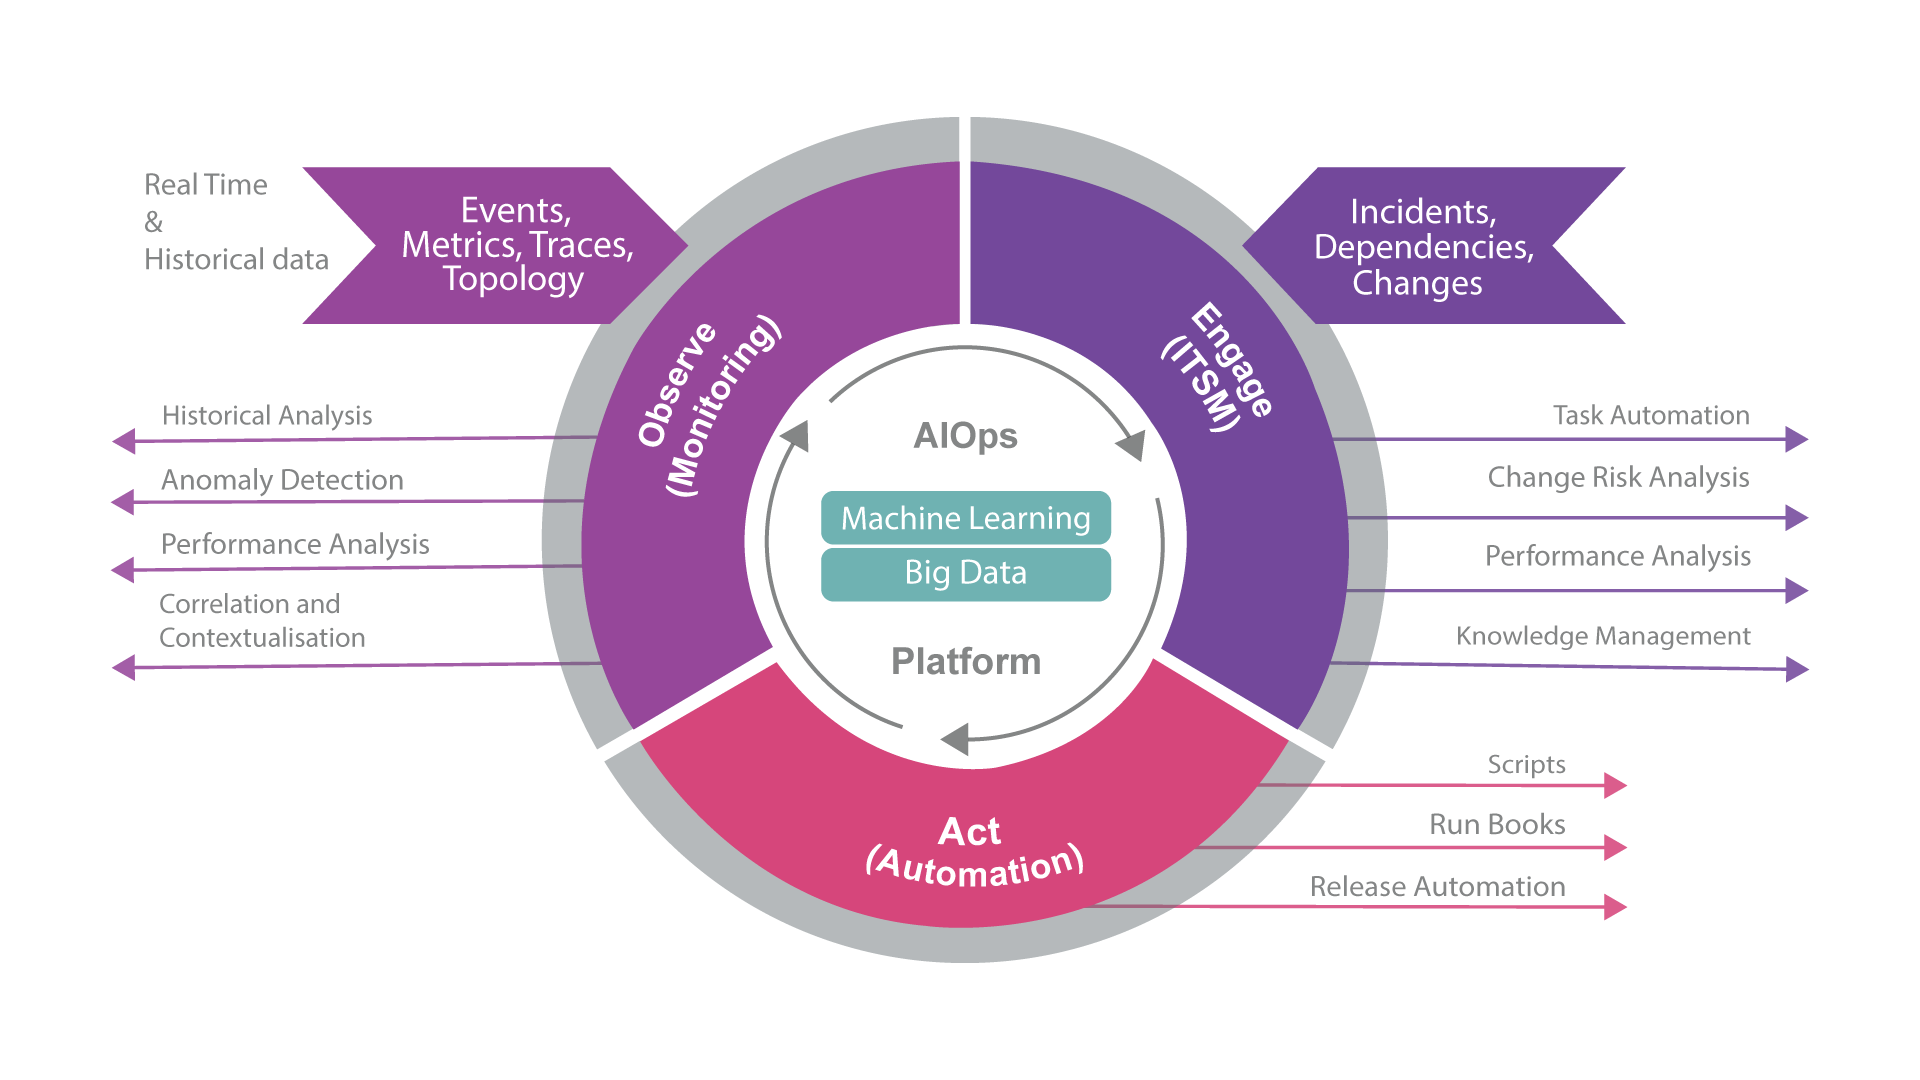 Real Time
&
Historical data
Events,
Metrics, Traces,
Topology
Incidents,
Dependencies,
Changes
Observe
(Monitoring)
Engage
(ITSM)
Historical Analysis
Anomaly Detection
Performance Analysis
Correlation and
Contextualisation
AIOps
Machine Learning
Big Data
Platform
Task Automation
Change Risk Analysis
Performance Analysis
Knowledge Management
Act
(Automation)
Scripts
Run Books
Release Automation